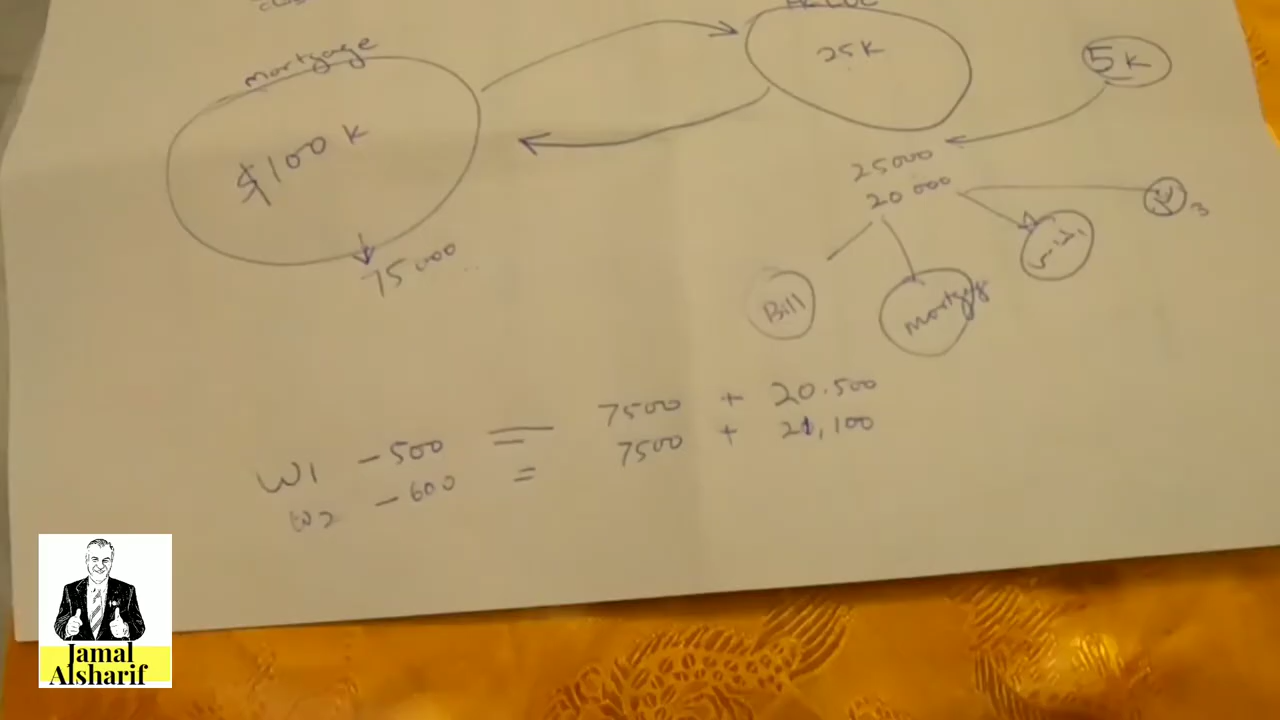 mortgage
$100 K
75000
25K
5K
25000
20000
Bill
mortgage
3
W1 - 500 = 7500 + 20.500
W2 - 600 = 7500 + 21,100
Jamal
Alsharif